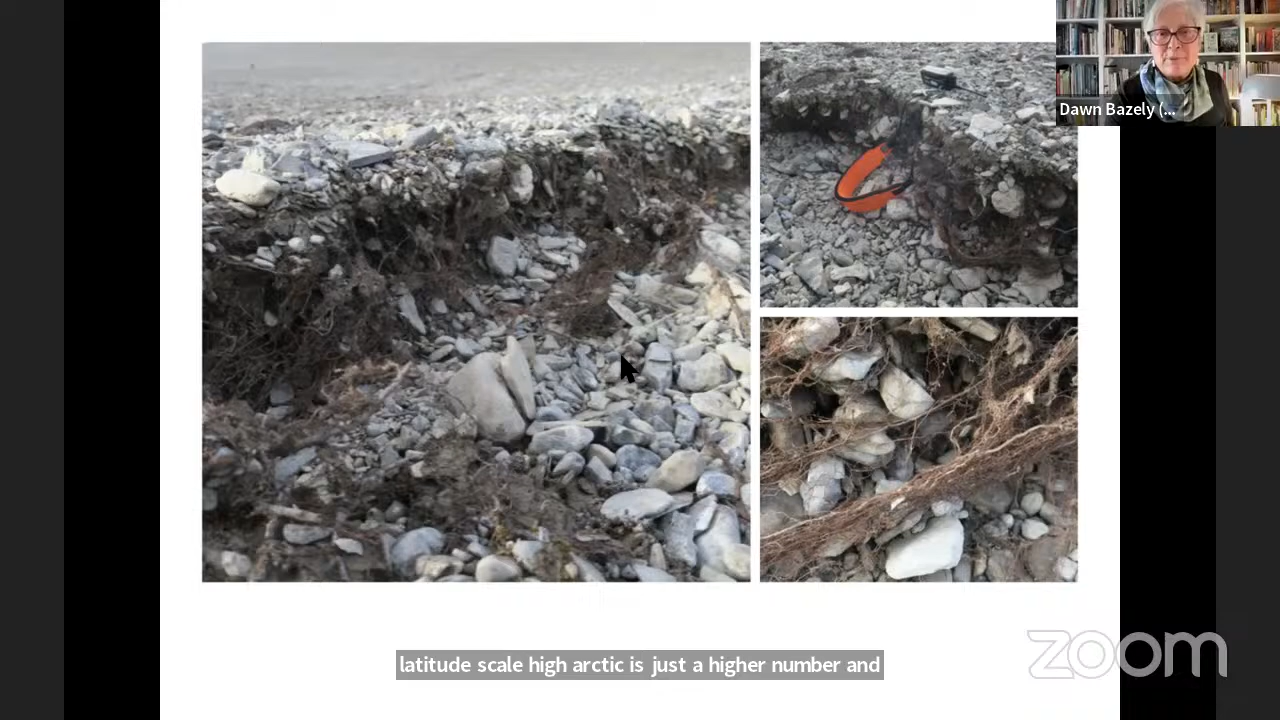 Dawn Bazely (...
latitude scale high arctic is just a higher number and
zoom